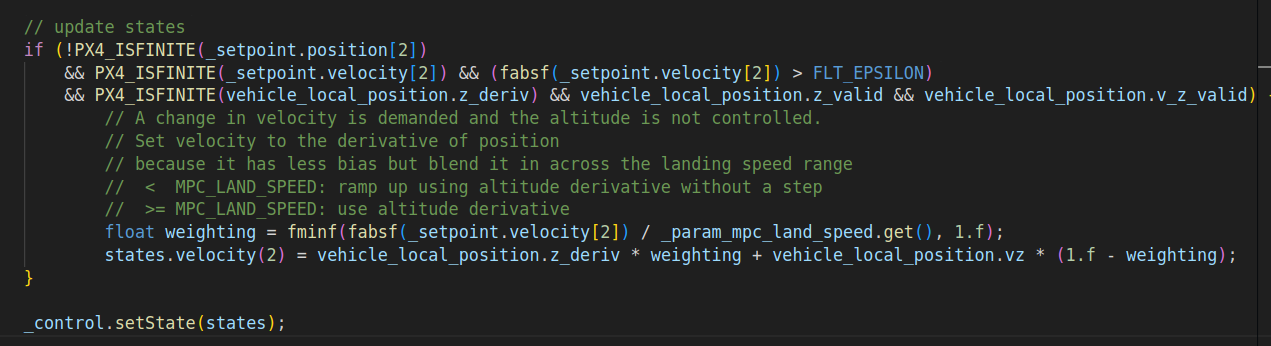 // update states
if (!PX4_ISFINITE(_setpoint.position[2])
    && PX4_ISFINITE(_setpoint.velocity[2]) && (fabsf(_setpoint.velocity[2]) > FLT_EPSILON)
    && PX4_ISFINITE(vehicle_local_position.z_deriv) && vehicle_local_position.z_valid && vehicle_local_position.v_z_valid)
        // A change in velocity is demanded and the altitude is not controlled.
        // Set velocity to the derivative of position
        // because it has less bias but blend it in across the landing speed range
        //  <  MPC_LAND_SPEED: ramp up using altitude derivative without a step
        //  >= MPC_LAND_SPEED: use altitude derivative
        float weighting = fminf(fabsf(_setpoint.velocity[2]) / _param_mpc_land_speed.get(), 1.f);
        states.velocity(2) = vehicle_local_position.z_deriv * weighting + vehicle_local_position.vz * (1.f - weighting);
}

_control.setState(states);